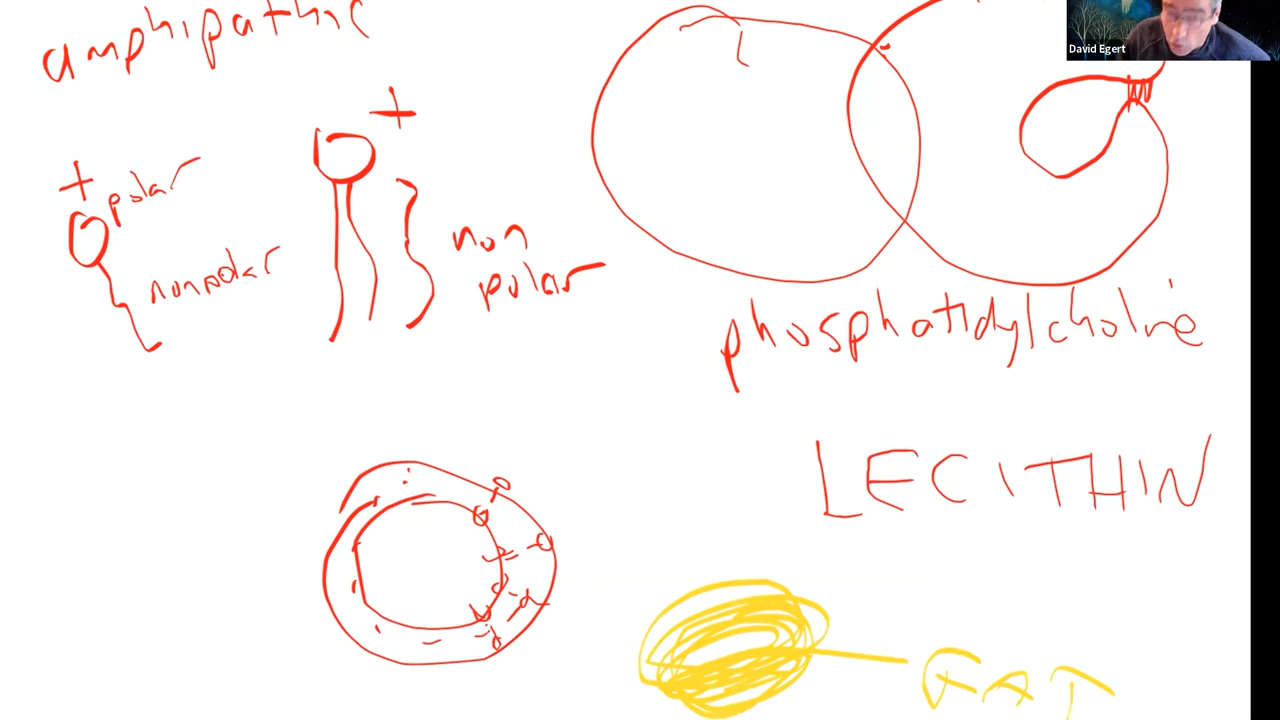 amphipathic
David Egert
+
+
polar
nonpolar
non
polar
phosphatidylcholine
LECITHIN
FAT